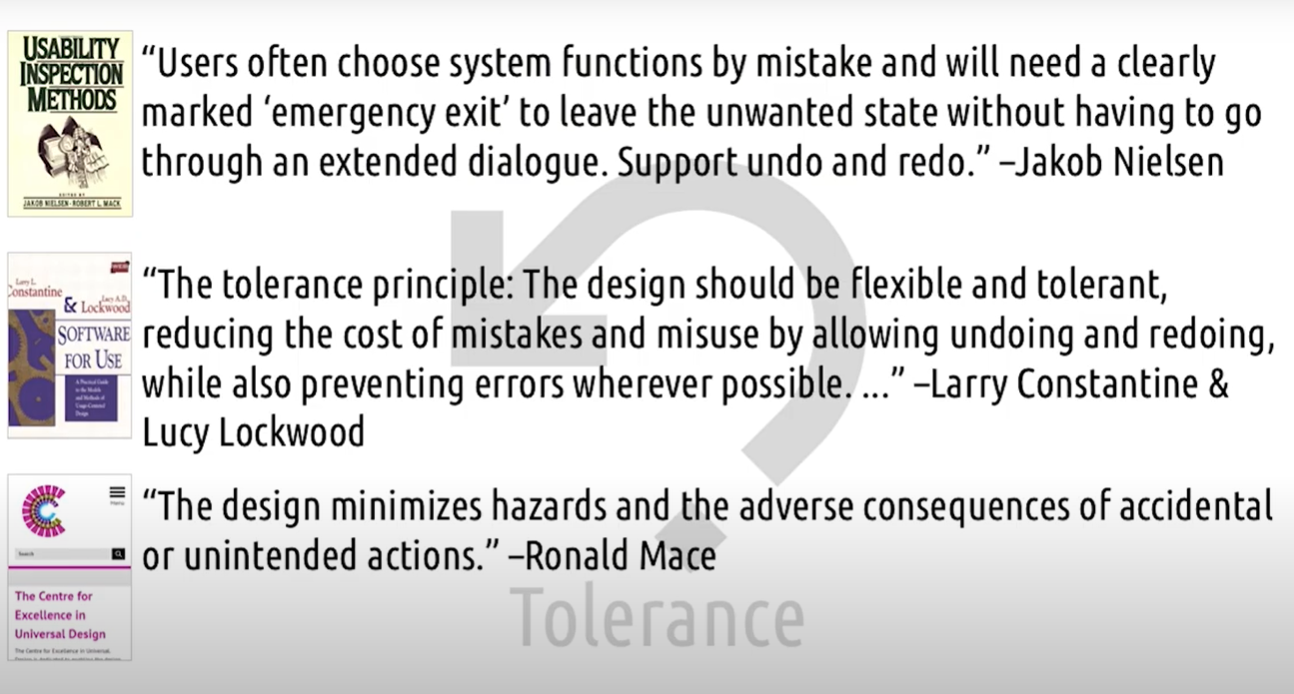 USABILITY
INSPECTION
METHODS
EDITED BY
JAKOB NIELSEN · ROBERT L. MACK
“Users often choose system functions by mistake and will need a clearly
marked ‘emergency exit’ to leave the unwanted state without having to go
through an extended dialogue. Support undo and redo.” –Jakob Nielsen
Larry L.
Constantine
& Lucy A.D.
Lockwood
SOFTWARE
FOR USE
A Practical Guide
to the Models
and Methods of
Usage-Centered
Design
“The tolerance principle: The design should be flexible and tolerant,
reducing the cost of mistakes and misuse by allowing undoing and redoing,
while also preventing errors wherever possible. ...” –Larry Constantine &
Lucy Lockwood
Menu
Search
The Centre for
Excellence in
Universal Design
The Centre for Excellence in Universal
“The design minimizes hazards and the adverse consequences of accidental
or unintended actions.” –Ronald Mace
Tolerance